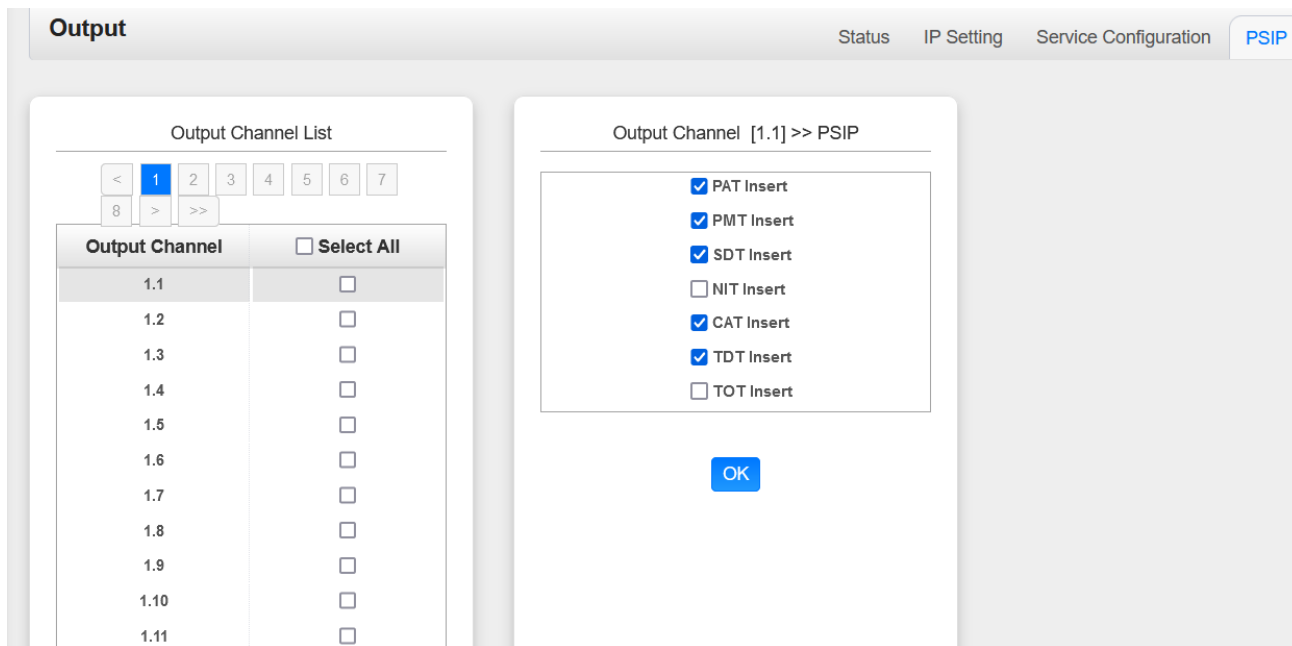 Output
Status IP Setting Service Configuration PSIP
Output Channel List
< 1 2 3 4 5 6 7
8 > >>
Output Channel Select All
1.1
1.2
1.3
1.4
1.5
1.6
1.7
1.8
1.9
1.10
1.11
Output Channel [1.1] >> PSIP
PAT Insert
PMT Insert
SDT Insert
NIT Insert
CAT Insert
TDT Insert
TOT Insert
OK